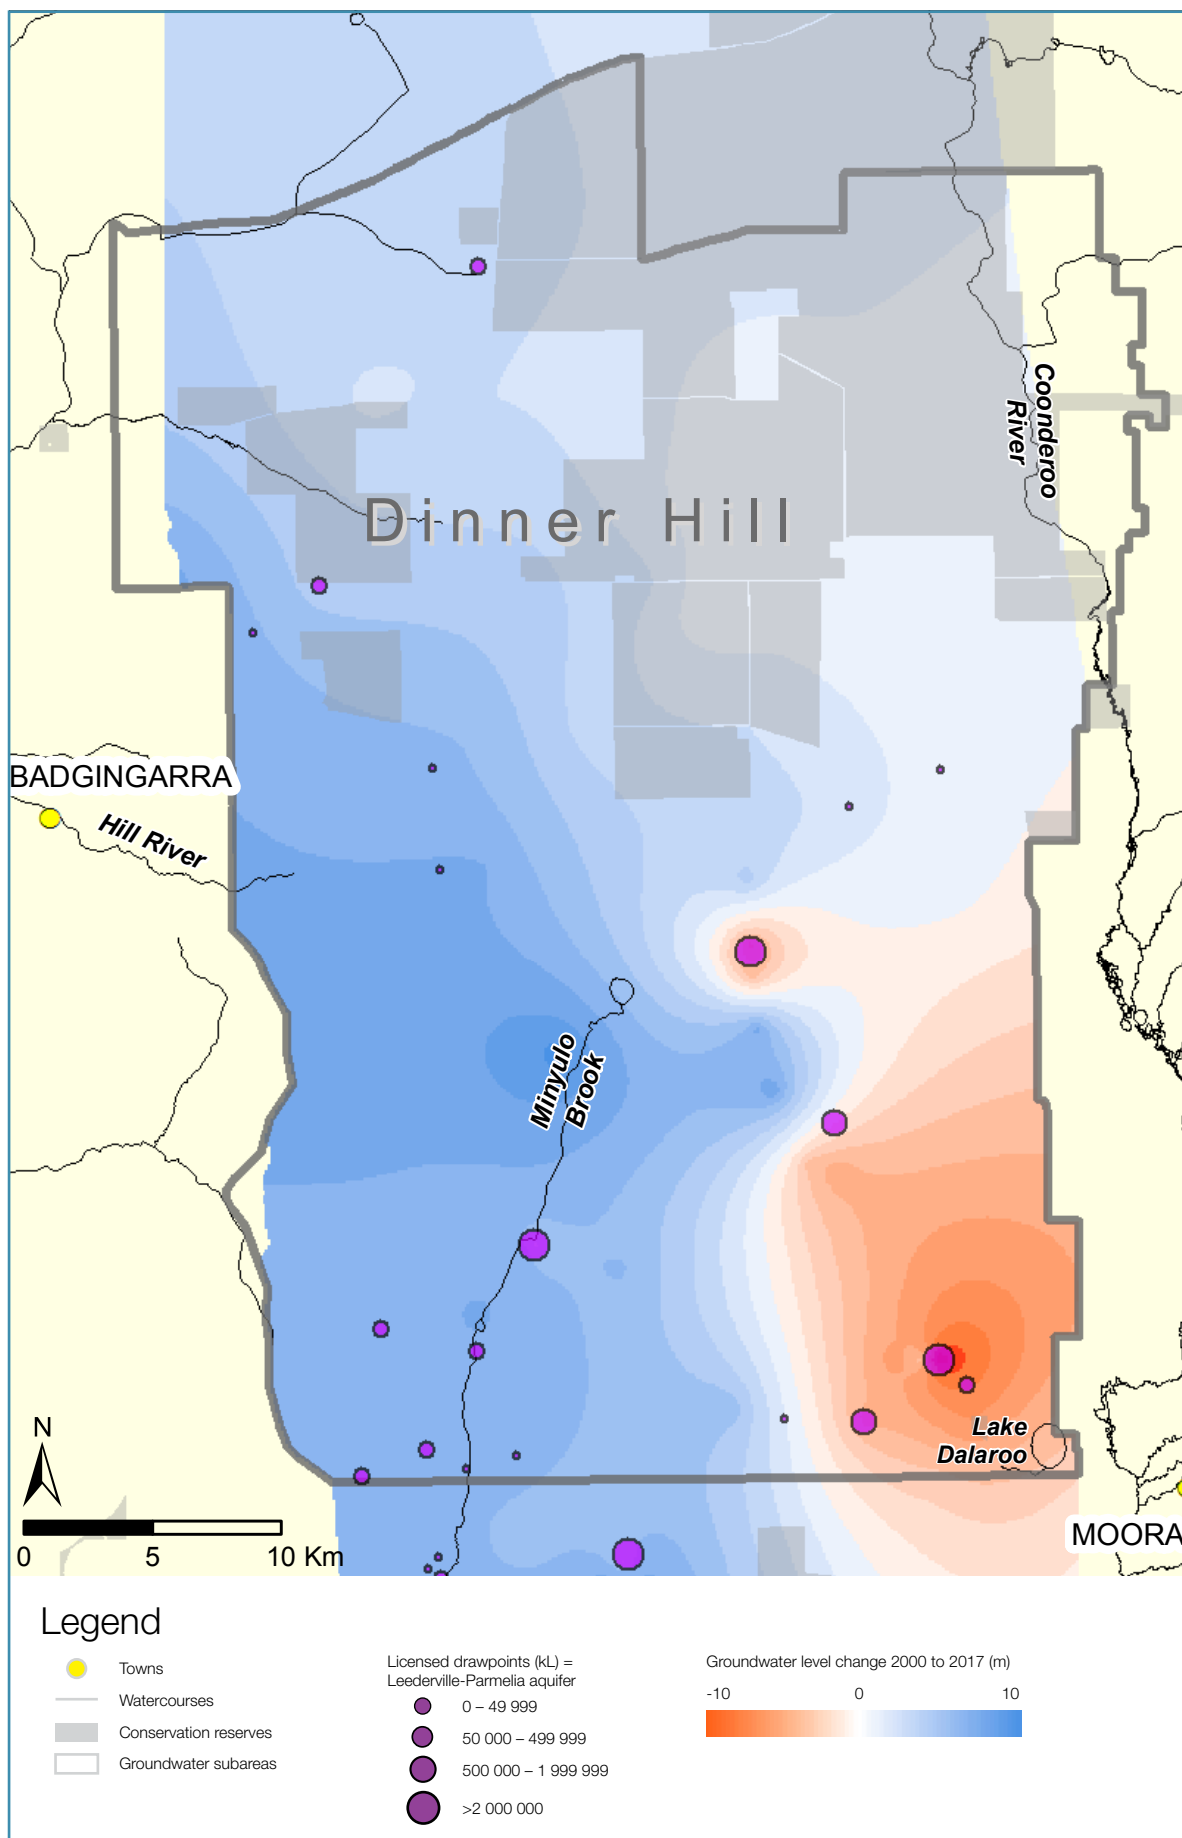 Coonderoo
River
Dinner Hill
BADGINGARRA
Hill River
Minyulo
Brook
Lake
Dalaroo
N
0 5 10 Km
MOORA
Legend
Towns
Watercourses
Conservation reserves
Groundwater subareas
Licensed drawpoints (kL) =
Leederville-Parmelia aquifer
0 – 49 999
50 000 – 499 999
500 000 – 1 999 999
>2 000 000
Groundwater level change 2000 to 2017 (m)
-10 0 10